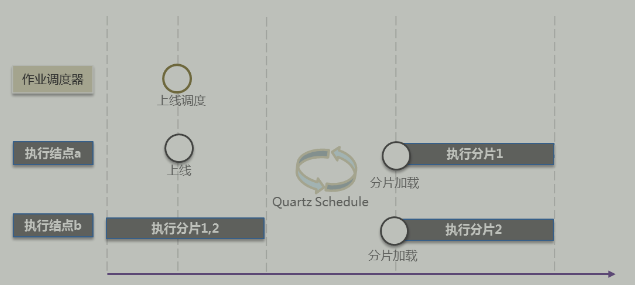 作业调度器
上线调度
执行结点a
上线
执行分片1
分片加载
Quartz Schedule
执行结点b
执行分片1,2
执行分片2
分片加载